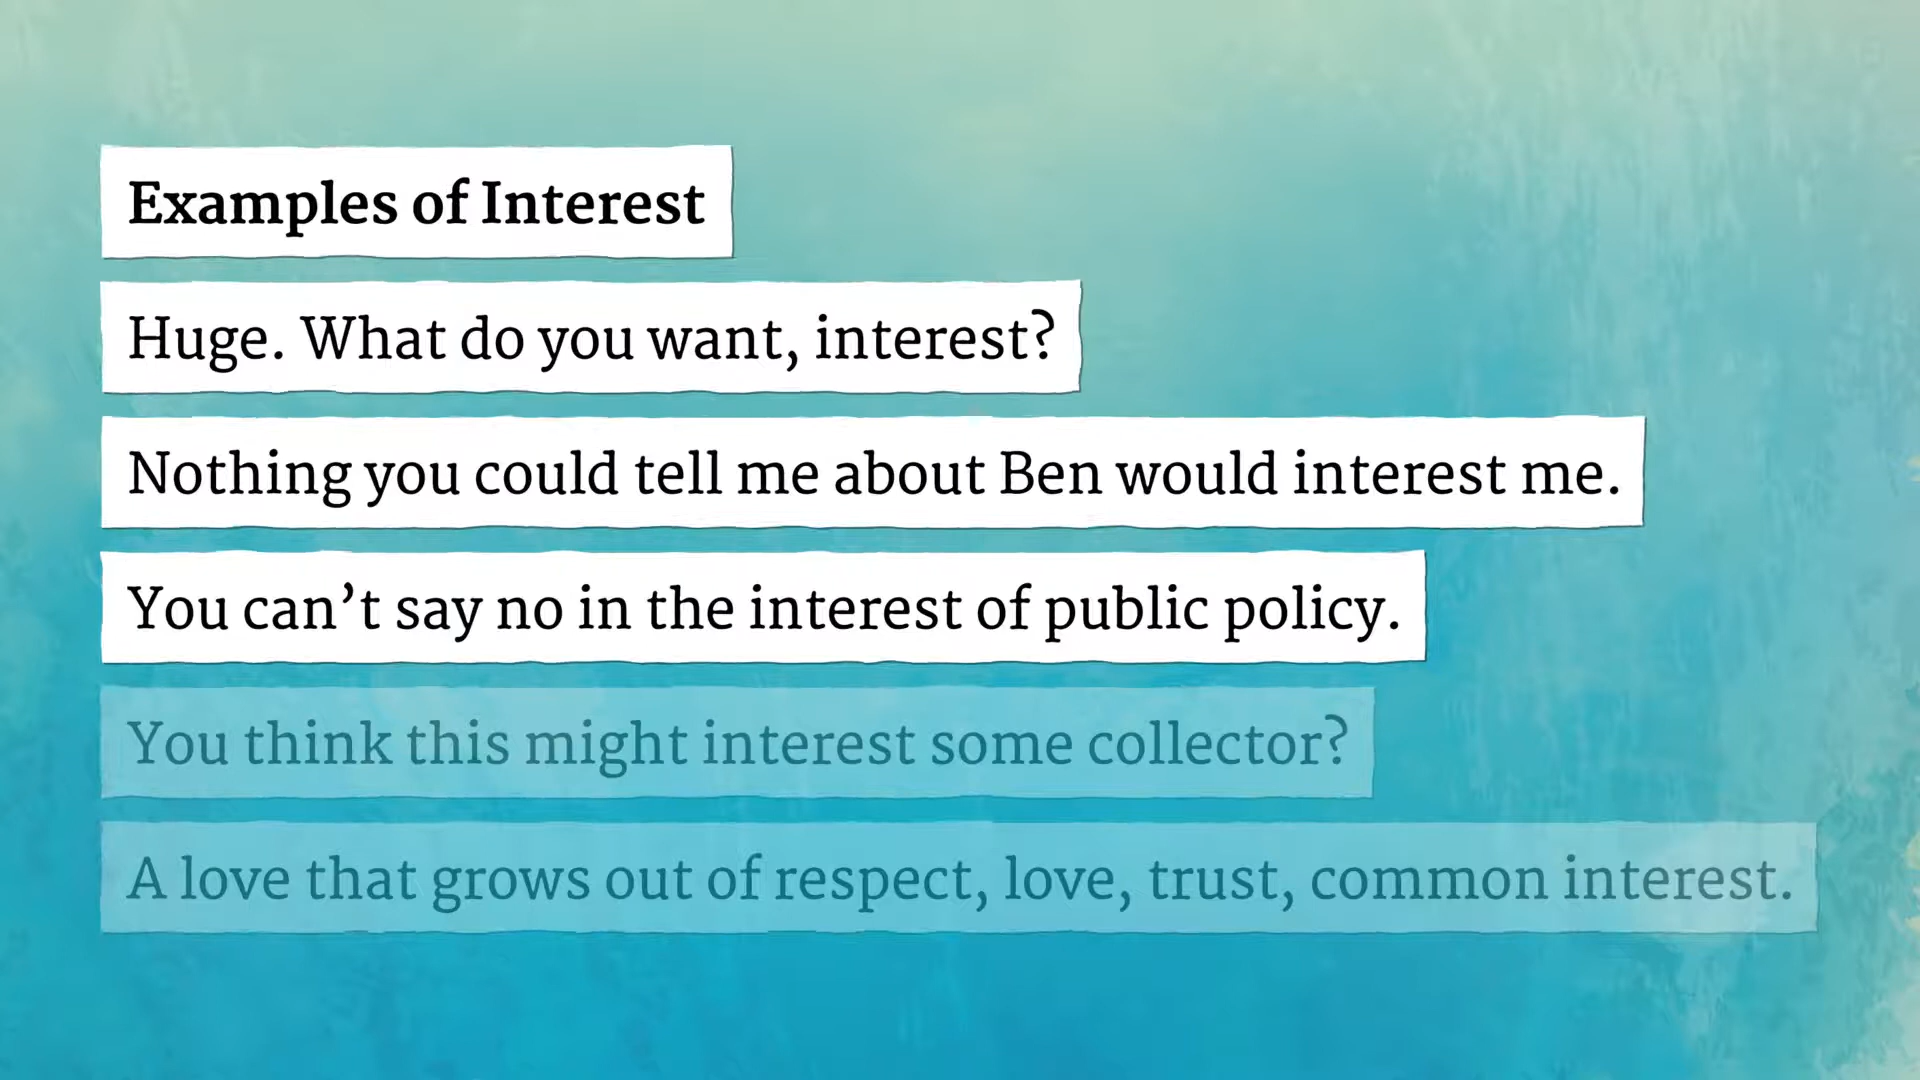 Examples of Interest
Huge. What do you want, interest?
Nothing you could tell me about Ben would interest me.
You can’t say no in the interest of public policy.
You think this might interest some collector?
A love that grows out of respect, love, trust, common interest.